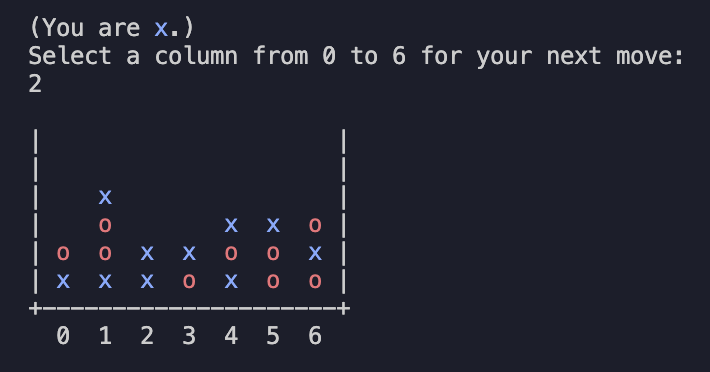 (You are x.)
Select a column from 0 to 6 for your next move:
2
|                     |
|                     |
|    x                |
|    o        x  x  o |
| o  o  x  x  o  o  x |
| x  x  x  o  x  o  o |
+---------------------+
  0  1  2  3  4  5  6